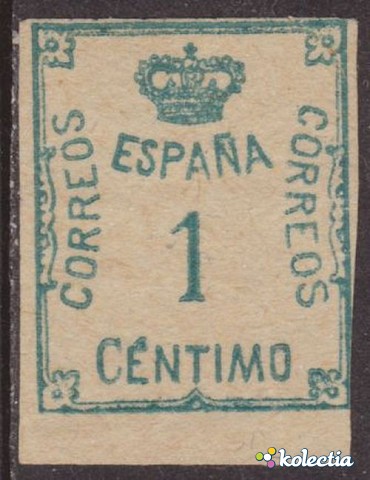 ESPAÑA
CORREOS
1
CORREOS
CÉNTIMO
kolectia